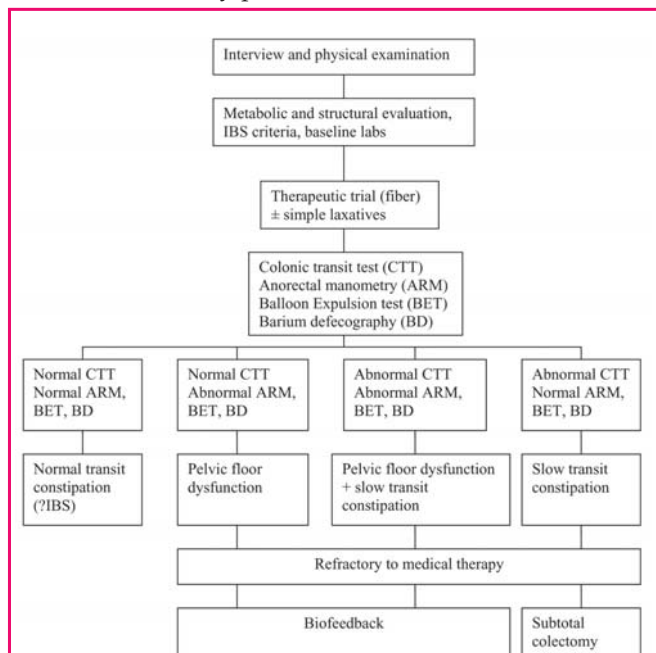 Interview and physical examination
Metabolic and structural evaluation,
IBS criteria, baseline labs
Therapeutic trial (fiber)
± simple laxatives
Colonic transit test (CTT)
Anorectal manometry (ARM)
Balloon Expulsion test (BET)
Barium defecography (BD)
Normal CTT
Normal ARM,
BET, BD
Normal CTT
Abnormal ARM,
BET, BD
Abnormal CTT
Abnormal ARM,
BET, BD
Abnormal CTT
Normal ARM,
BET, BD
Normal transit
constipation
(?IBS)
Pelvic floor
dysfunction
Pelvic floor dysfunction
+ slow transit
constipation
Slow transit
constipation
Refractory to medical therapy
Biofeedback
Subtotal
colectomy